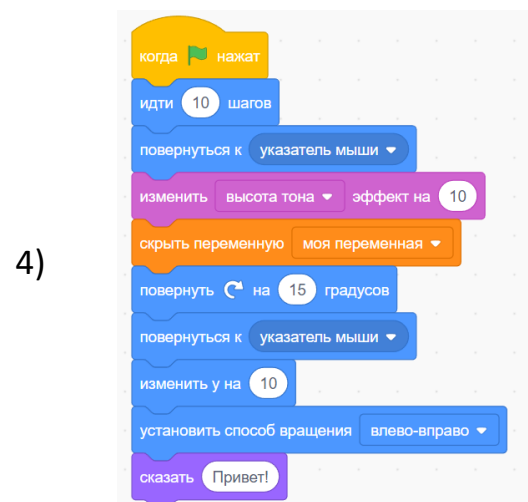 когда нажат
идти 10 шагов
повернуться к указатель мыши
изменить высота тона эффект на 10
скрыть переменную моя переменная
4)
повернуть на 15 градусов
повернуться к указатель мыши
изменить y на 10
установить способ вращения влево-вправо
сказать Привет!